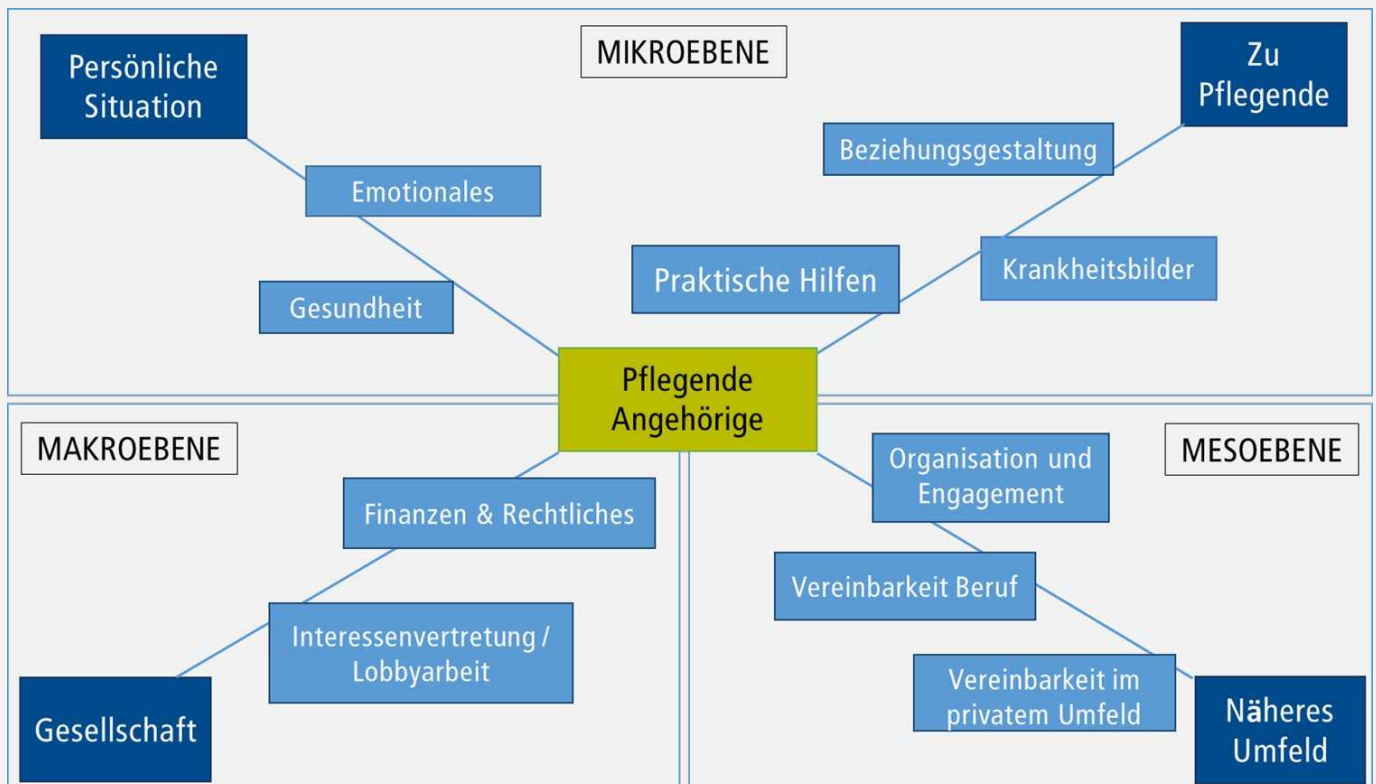 MIKROEBENE
Persönliche
Situation
Zu
Pflegende
Beziehungsgestaltung
Emotionales
Praktische Hilfen
Krankheitsbilder
Gesundheit
Pflegende
Angehörige
MAKROEBENE
Finanzen & Rechtliches
Interessenvertretung /
Lobbyarbeit
Gesellschaft
MESOEBENE
Organisation und
Engagement
Vereinbarkeit Beruf
Vereinbarkeit im
privatem Umfeld
Näheres
Umfeld